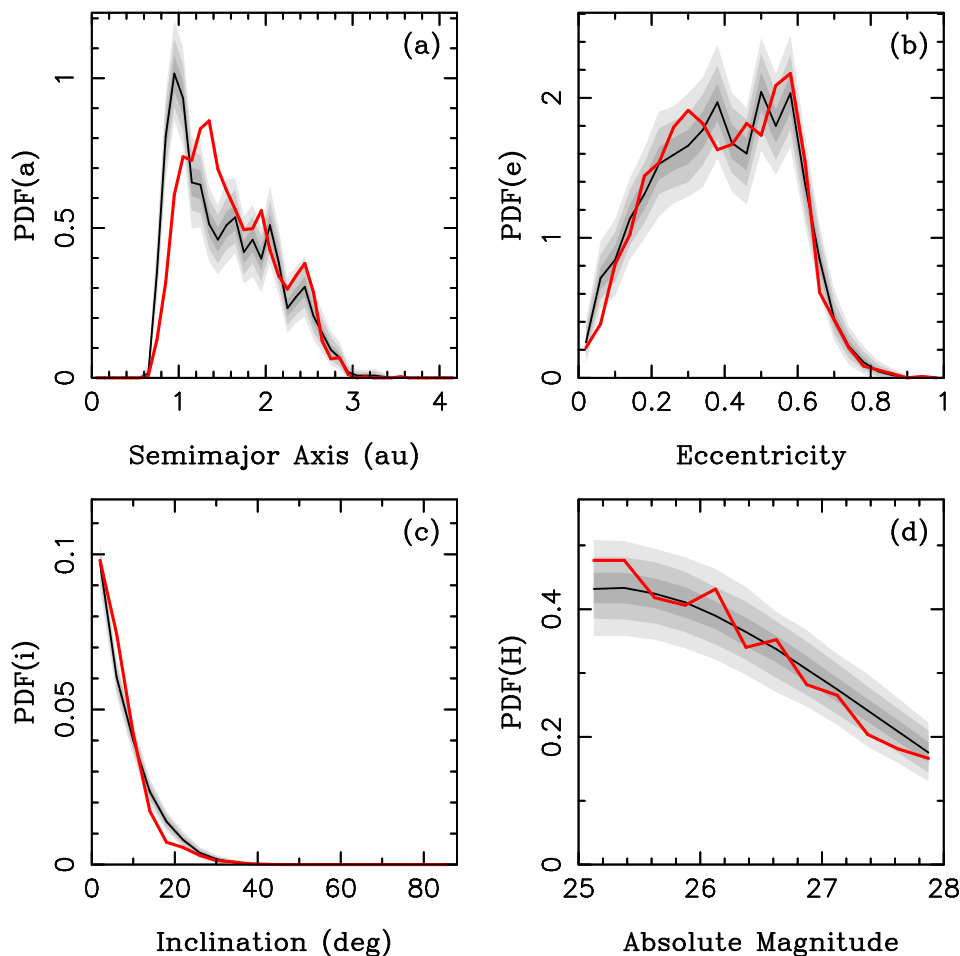 (a)
PDF(a)
1
0.5
0
0 1 2 3 4
Semimajor Axis (au)
(b)
PDF(e)
2
1
0
0 0.2 0.4 0.6 0.8 1
Eccentricity
(c)
PDF(i)
0.1
0.05
0
0 20 40 60 80
Inclination (deg)
(d)
PDF(H)
0.4
0.2
0
25 26 27 28
Absolute Magnitude